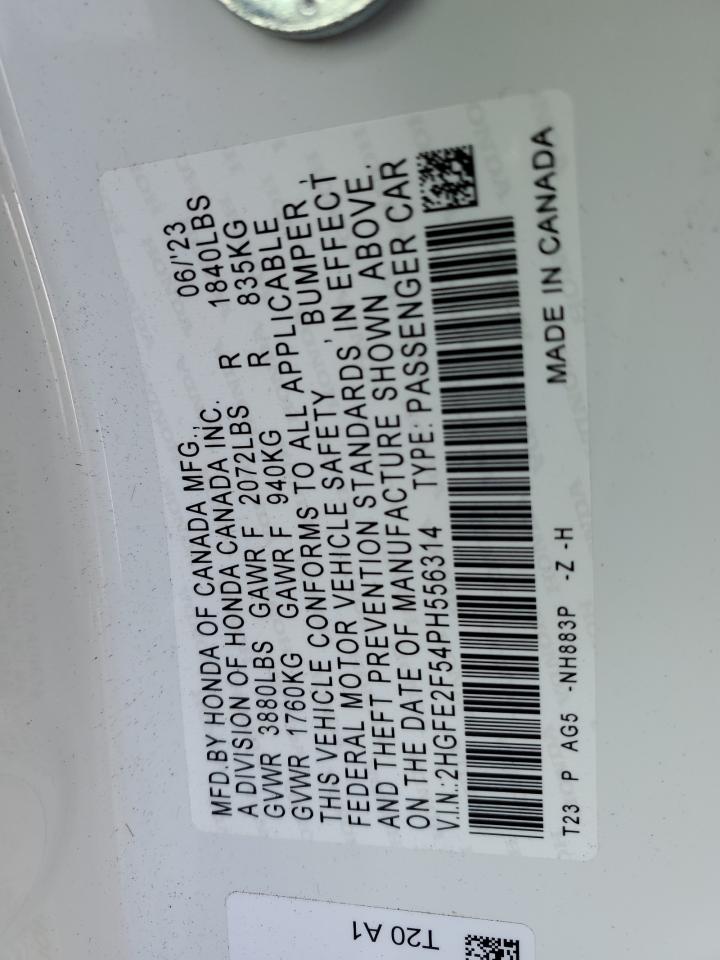 MFD.BY HONDA OF CANADA MFG., 06/'23
A DIVISION OF HONDA CANADA INC.
GVWR 3880LBS GAWR F 2072LBS R 1840LBS
GVWR 1760KG GAWR F 940KG R 835KG
THIS VEHICLE CONFORMS TO ALL APPLICABLE
FEDERAL MOTOR VEHICLE SAFETY, BUMPER,
AND THEFT PREVENTION STANDARDS IN EFFECT
ON THE DATE OF MANUFACTURE SHOWN ABOVE.
V.I.N.:2HGFE2F54PH556314 TYPE: PASSENGER CAR
T23 P AG5 -NH883P -Z -H MADE IN CANADA
T20 A1